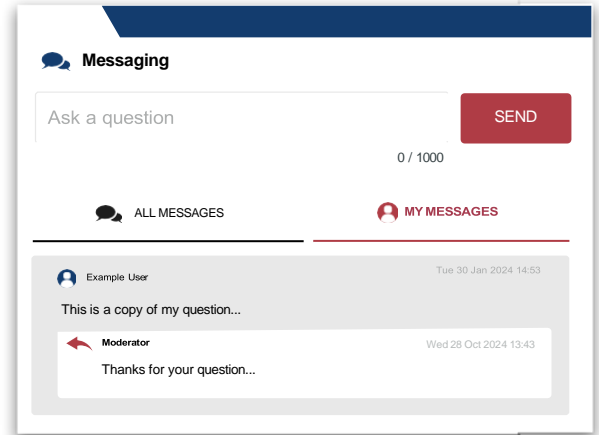 Messaging
Ask a question
SEND
0 / 1000
ALL MESSAGES
MY MESSAGES
Example User
Tue 30 Jan 2024 14:53
This is a copy of my question...
Moderator
Wed 28 Oct 2024 13:43
Thanks for your question...